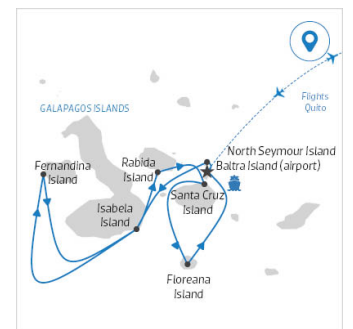 GALAPAGOS ISLANDS
Flights
Quito
North Seymour Island
Baltra Island (airport)
Fernandina
Island
Rabida
Island
Santa Cruz
Island
Isabela
Island
Floreana
Island